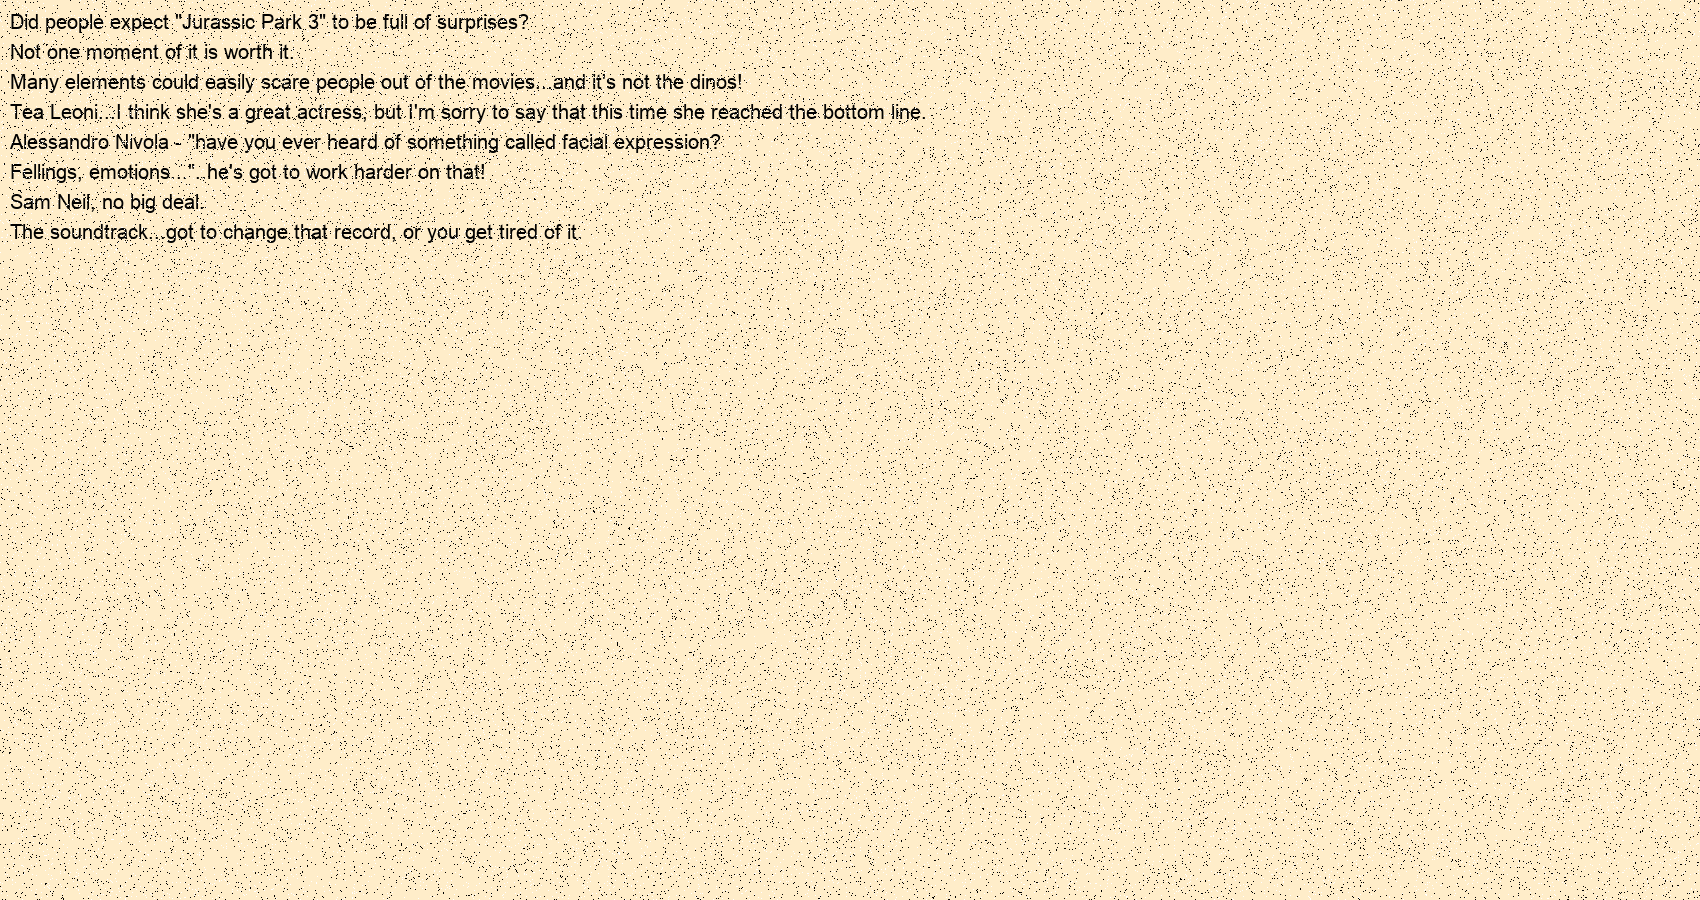 Did people expect "Jurassic Park 3" to be full of surprises?
Not one moment of it is worth it.
Many elements could easily scare people out of the movies...and it's not the dinos!
Tea Leoni...I think she's a great actress, but I'm sorry to say that this time she reached the bottom line.
Alessandro Nivola - "have you ever heard of something called facial expression?
Fellings, emotions...'' he's got to work harder on that!
Sam Neil, no big deal.
The soundtrack...got to change that record, or you get tired of it.